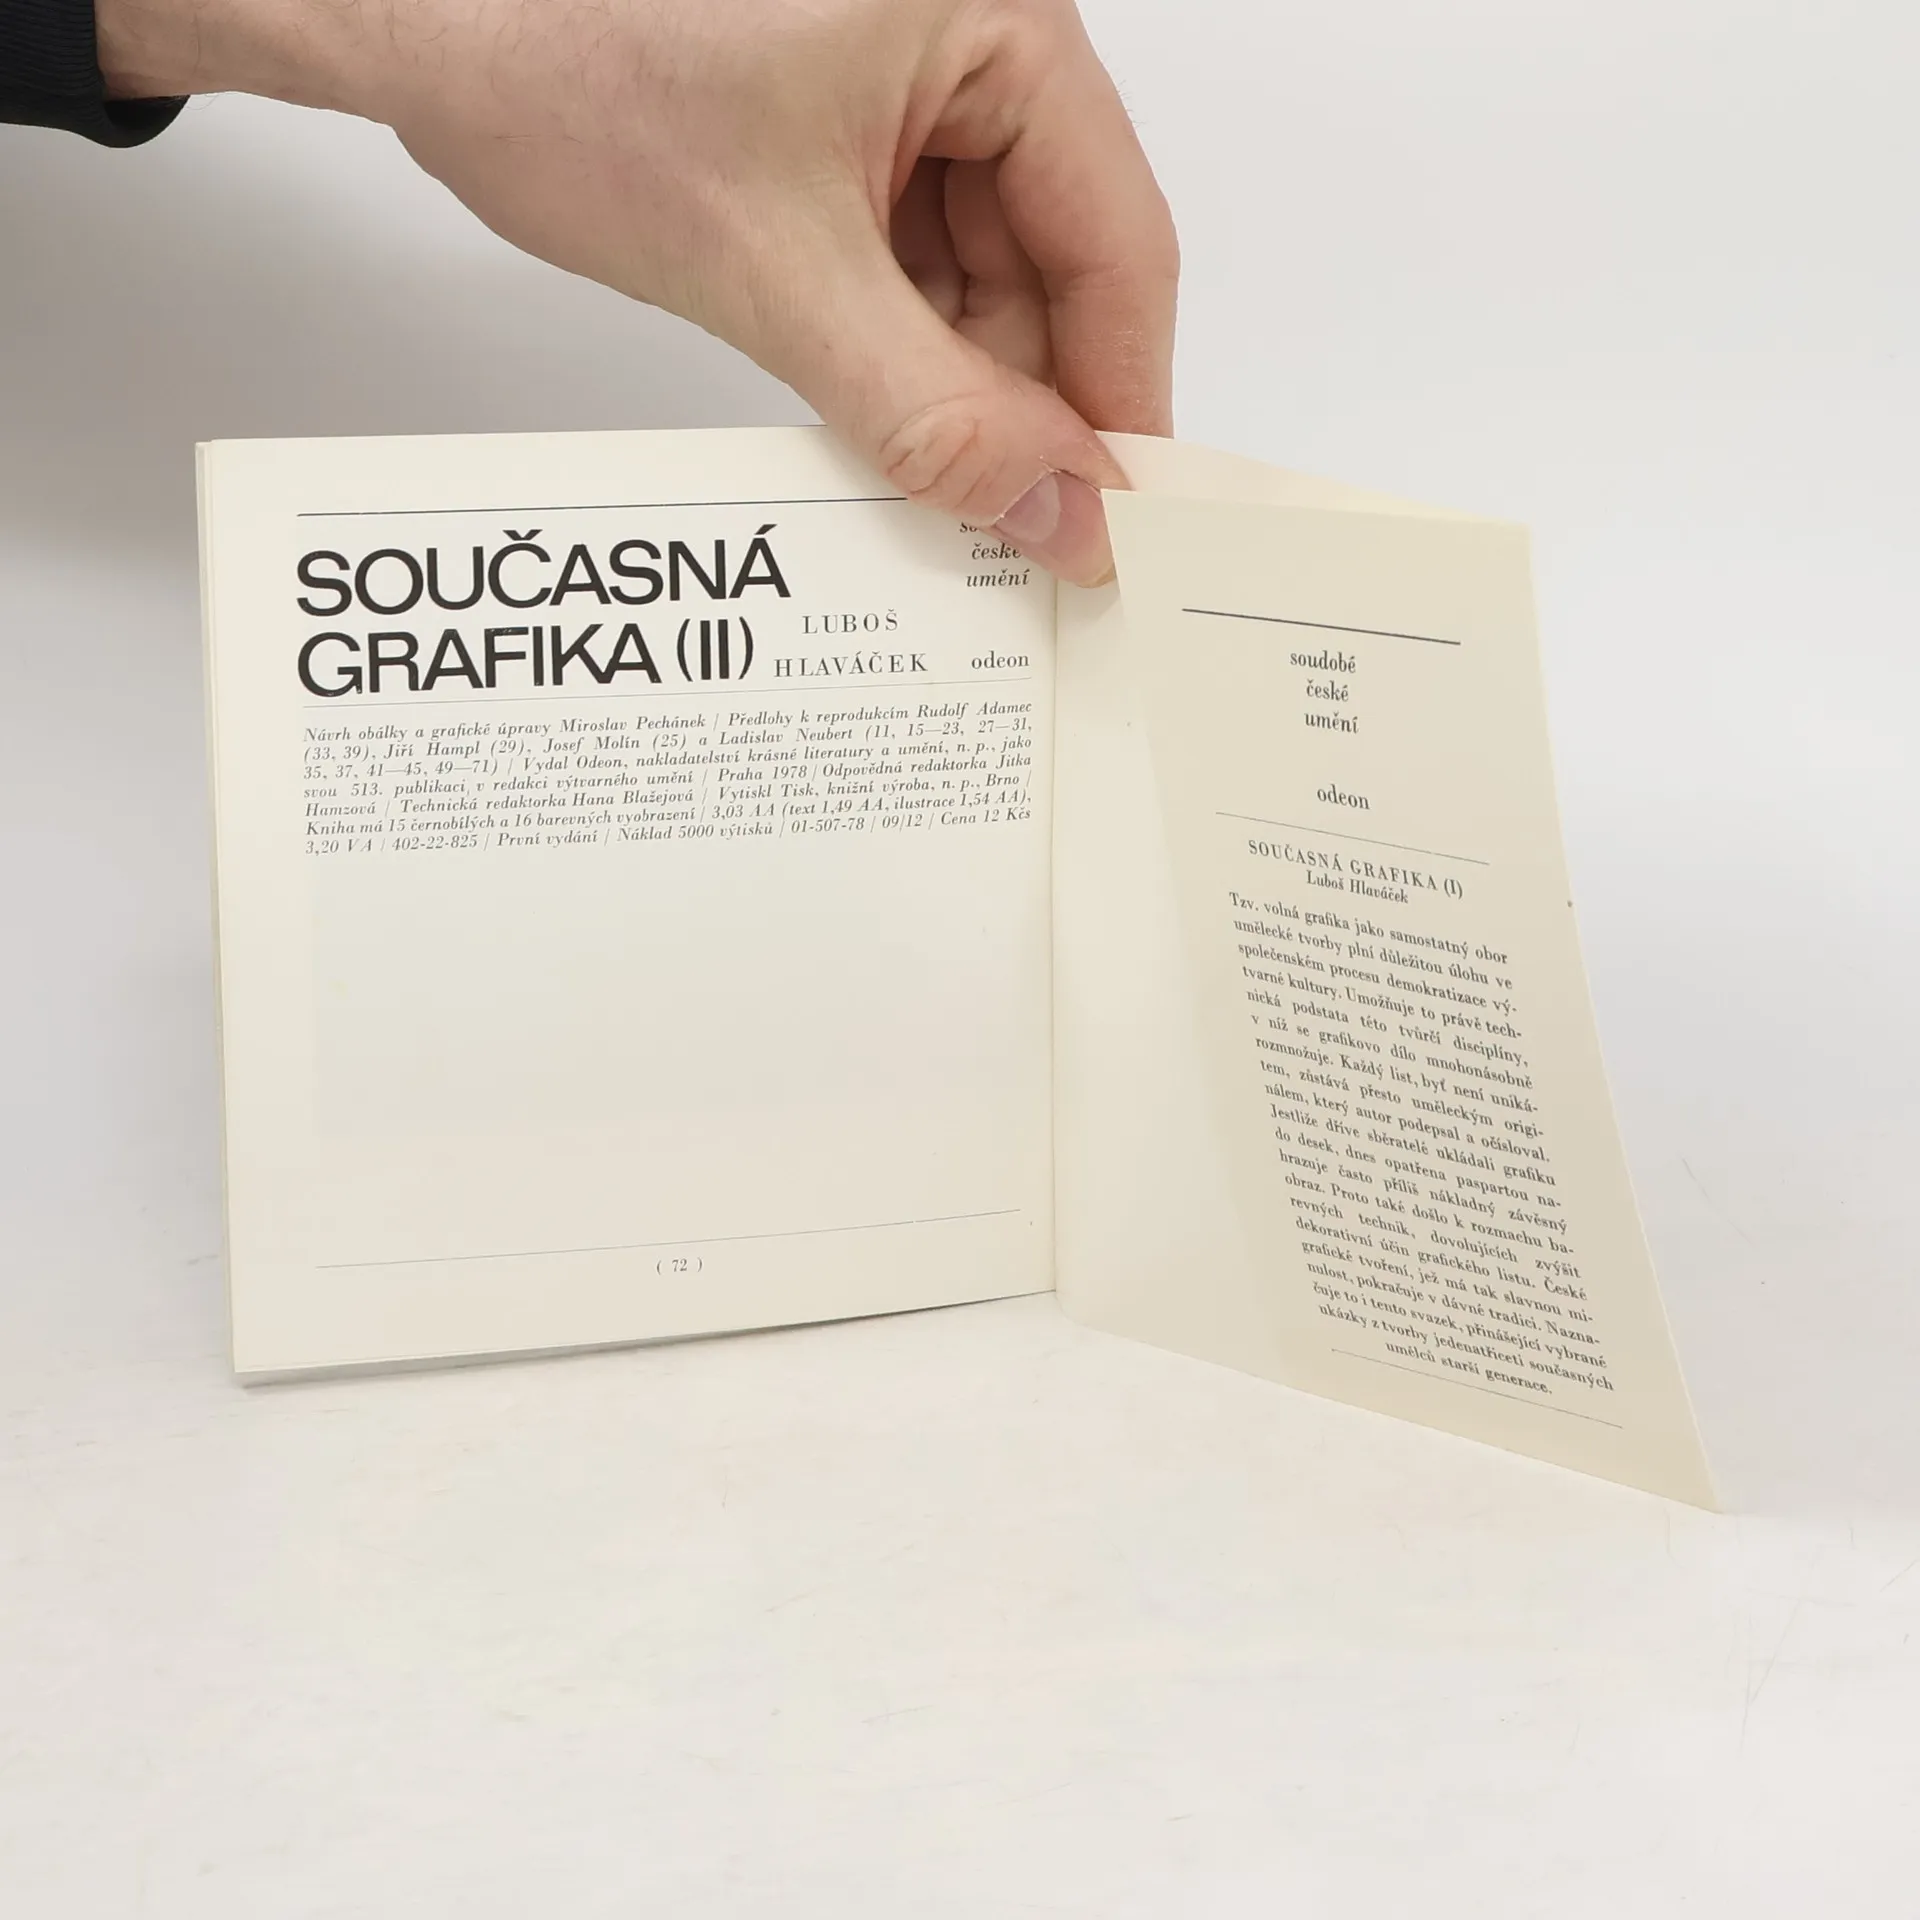 SOUČASNÁ
GRAFIKA (II)
LUBOŠ
HLAVÁČEK
české
umění
odeon
Návrh obálky a grafické úpravy Miroslav Pechánek / Předlohy k reprodukcím Rudolf Adamec
(33, 39), Jiří Hampl (29), Josef Molín (25) a Ladislav Neubert (11, 15—23, 27—31,
35, 37, 41—45, 49—71) / Vydal Odeon, nakladatelství krásné literatury a umění, n. p., jako
svou 513. publikaci, v redakci výtvarného umění / Praha 1978 / Odpovědná redaktorka Jitka
Hamzová / Technická redaktorka Hana Blažejová / Vytiskl Tisk, knižní výroba, n. p., Brno /
Kniha má 15 černobílých a 16 barevných vyobrazení / 3,03 AA (text 1,49 AA, ilustrace 1,54 AA),
3,20 VA / 402-22-825 / První vydání / Náklad 5000 výtisků / 01-507-78 / 09/12 / Cena 12 Kčs
( 72 )
soudobé
české
umění
odeon
SOUČASNÁ GRAFIKA (I)
Luboš Hlaváček
Tzv. volná grafika jako samostatný obor
umělecké tvorby plní důležitou úlohu ve
společenském procesu demokratizace vý-
tvarné kultury. Umožňuje to právě tech-
nická podstata této tvůrčí disciplíny,
v níž se grafikovo dílo mnohonásobně
rozmnožuje. Každý list, byť není uniká-
tem, zůstává přesto uměleckým origi-
nálem, který autor podepsal a očísloval.
Jestliže dříve sběratelé ukládali grafiku
do desek, dnes opatřena paspartou na-
hrazuje často příliš nákladný závěsný
obraz. Proto také došlo k rozmachu ba-
revných technik, dovolujících zvýšit
dekorativní účin grafického listu. České
grafické tvoření, jež má tak slavnou mi-
nulost, pokračuje v dávné tradici. Nazna-
čuje to i tento svazek, přinášející vybrané
ukázky z tvorby jedenatřiceti současných
umělců starší generace.